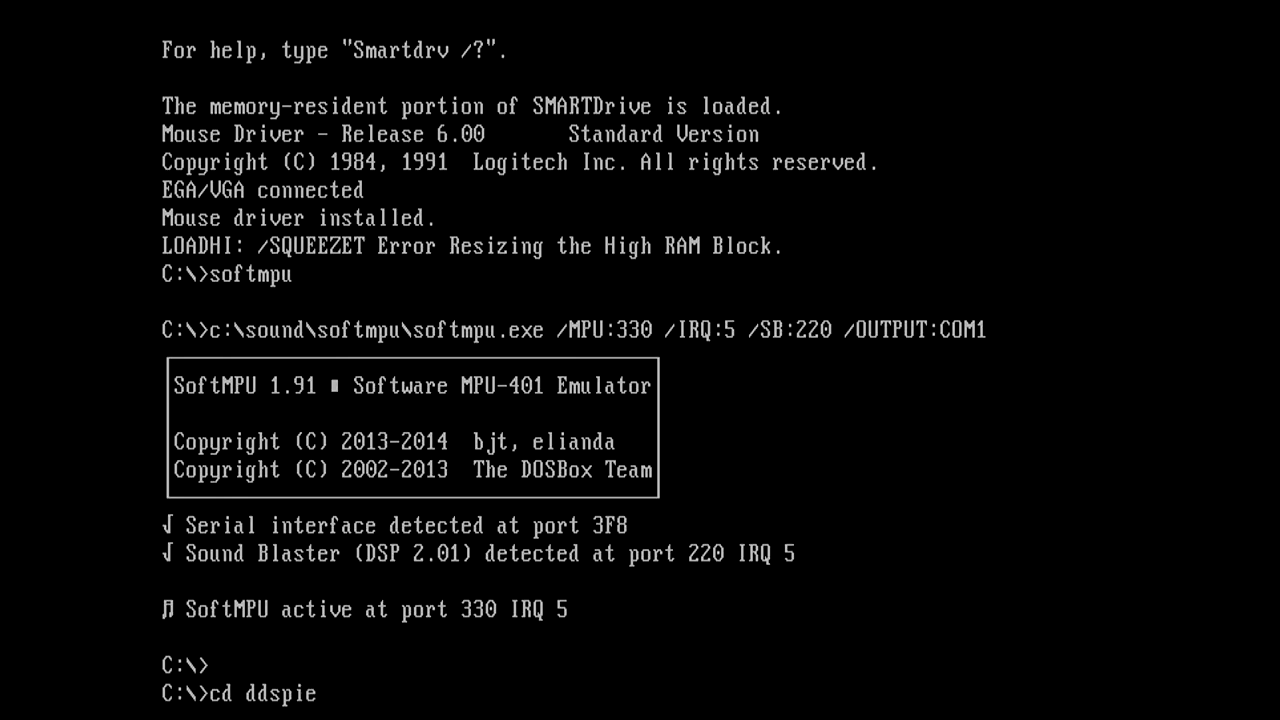 For help, type "Smartdrv /?".
The memory-resident portion of SMARTDrive is loaded.
Mouse Driver - Release 6.00       Standard Version
Copyright (C) 1984, 1991  Logitech Inc. All rights reserved.
EGA/VGA connected
Mouse driver installed.
LOADHI: /SQUEEZET Error Resizing the High RAM Block.
C:\>softmpu
C:\>c:\sound\softmpu\softmpu.exe /MPU:330 /IRQ:5 /SB:220 /OUTPUT:COM1
SoftMPU 1.91 ∎ Software MPU-401 Emulator
Copyright (C) 2013-2014  bjt, elianda
Copyright (C) 2002-2013  The DOSBox Team
√ Serial interface detected at port 3F8
√ Sound Blaster (DSP 2.01) detected at port 220 IRQ 5
♫ SoftMPU active at port 330 IRQ 5
C:\>
C:\>cd ddspie